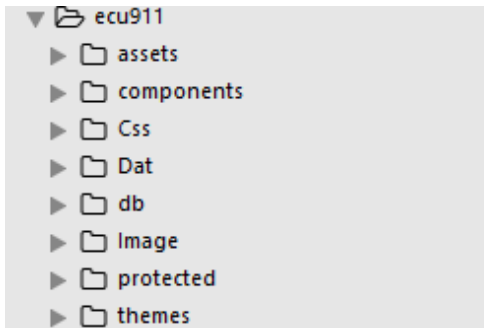 ecu911
assets
components
Css
Dat
db
Image
protected
themes